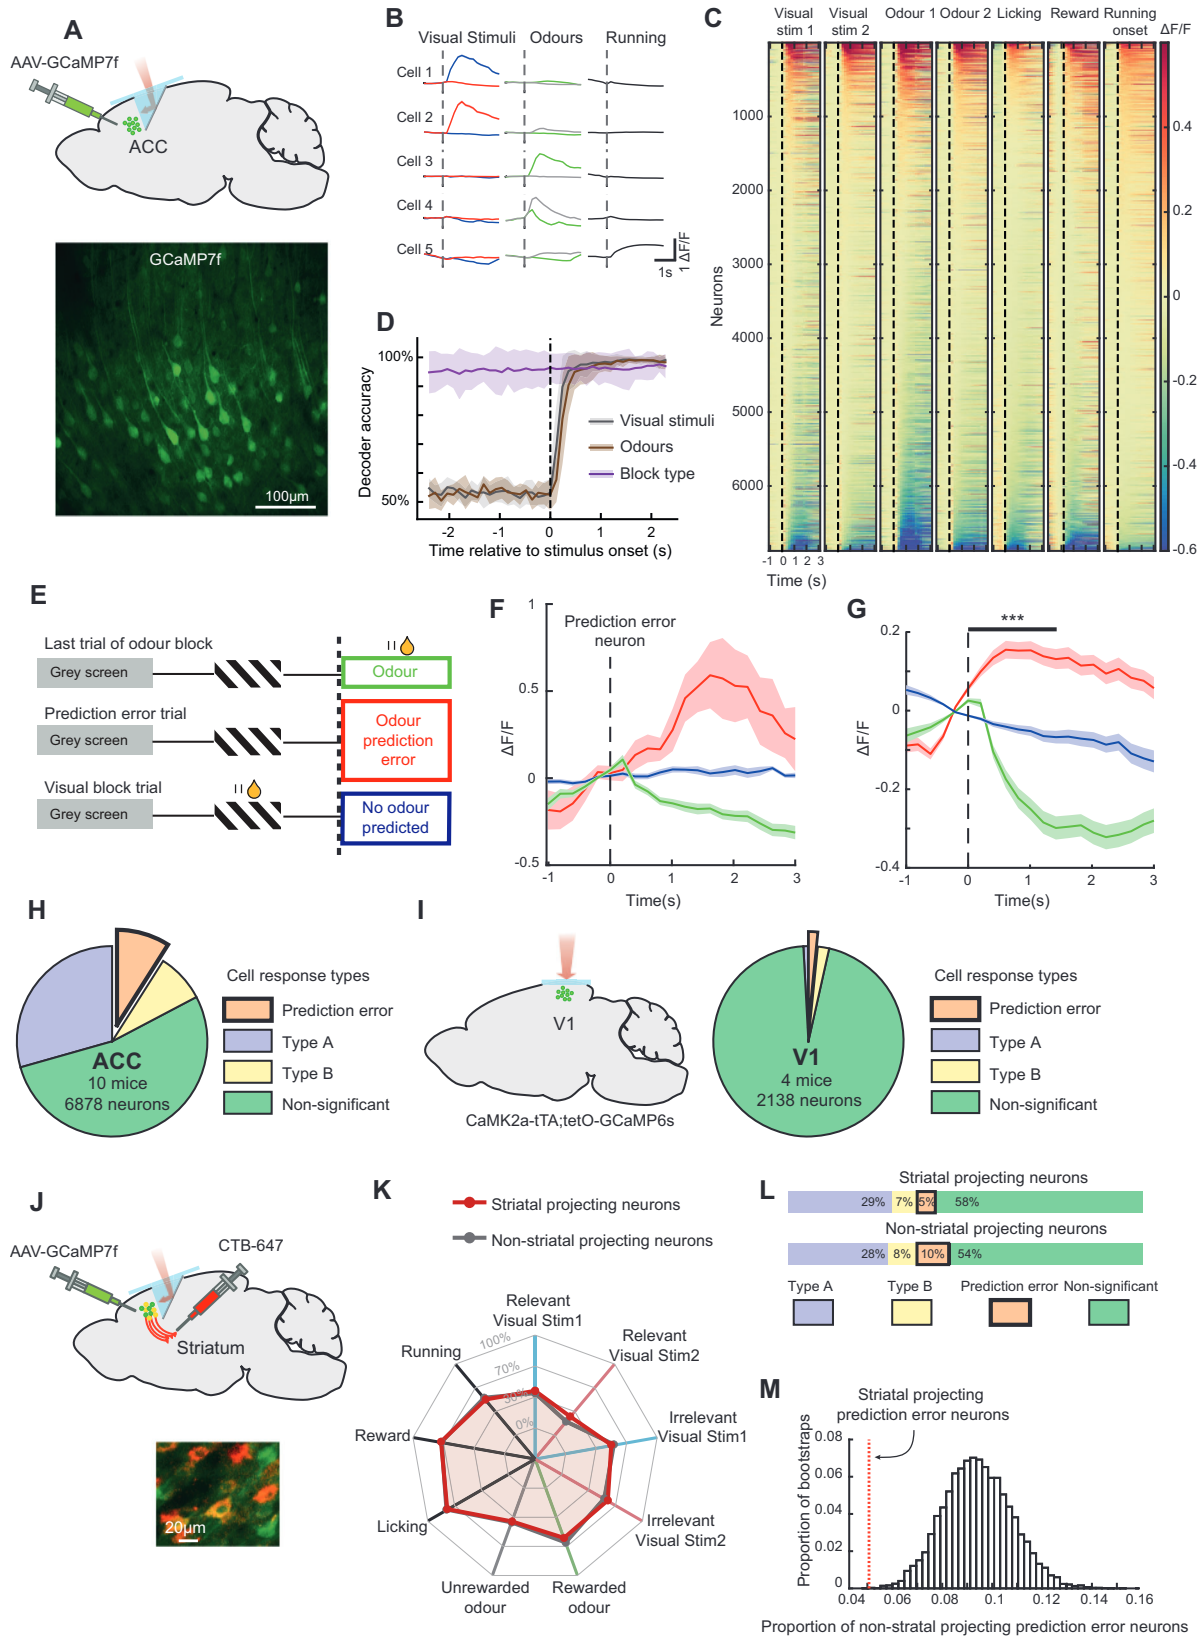 A
AAV-GCaMP7f
ACC
GCaMP7f
100µm
B
Visual Stimuli
Odours
Running
Cell 1
Cell 2
Cell 3
Cell 4
Cell 5
1s
1 ΔF/F
C
Visual
stim 1
Visual
stim 2
Odour 1
Odour 2
Licking
Reward
Running
onset
ΔF/F
Neurons
1000
2000
3000
4000
5000
6000
0.4
0.2
0
-0.2
-0.4
-0.6
-1
0
1
2
3
Time (s)
D
Decoder accuracy
100%
50%
Visual stimuli
Odours
Block type
-2
-1
0
1
2
Time relative to stimulus onset (s)
E
Last trial of odour block
Grey screen
Odour
Prediction error trial
Grey screen
Odour
prediction
error
Visual block trial
Grey screen
No odour
predicted
F
Prediction error
neuron
ΔF/F
1
0.5
0
-0.5
-1
0
1
2
3
Time(s)
G
***
ΔF/F
0.2
0
-0.2
-0.4
-1
0
1
2
3
Time(s)
H
ACC
10 mice
6878 neurons
Cell response types
Prediction error
Type A
Type B
Non-significant
I
V1
CaMK2a-tTA;tetO-GCaMP6s
V1
4 mice
2138 neurons
Cell response types
Prediction error
Type A
Type B
Non-significant
J
AAV-GCaMP7f
CTB-647
Striatum
20µm
K
Striatal projecting neurons
Non-striatal projecting neurons
Relevant
Visual Stim1
Relevant
Visual Stim2
Irrelevant
Visual Stim1
Irrelevant
Visual Stim2
Rewarded
odour
Unrewarded
odour
Licking
Reward
Running
100%
70%
30%
0%
L
Striatal projecting neurons
29%
7%
5%
58%
Non-striatal projecting neurons
28%
8%
10%
54%
Type A
Type B
Prediction error
Non-significant
M
Striatal projecting
prediction error neurons
Proportion of bootstraps
0.08
0.06
0.04
0.02
0
0.04
0.06
0.08
0.1
0.12
0.14
0.16
Proportion of non-stratal projecting prediction error neurons